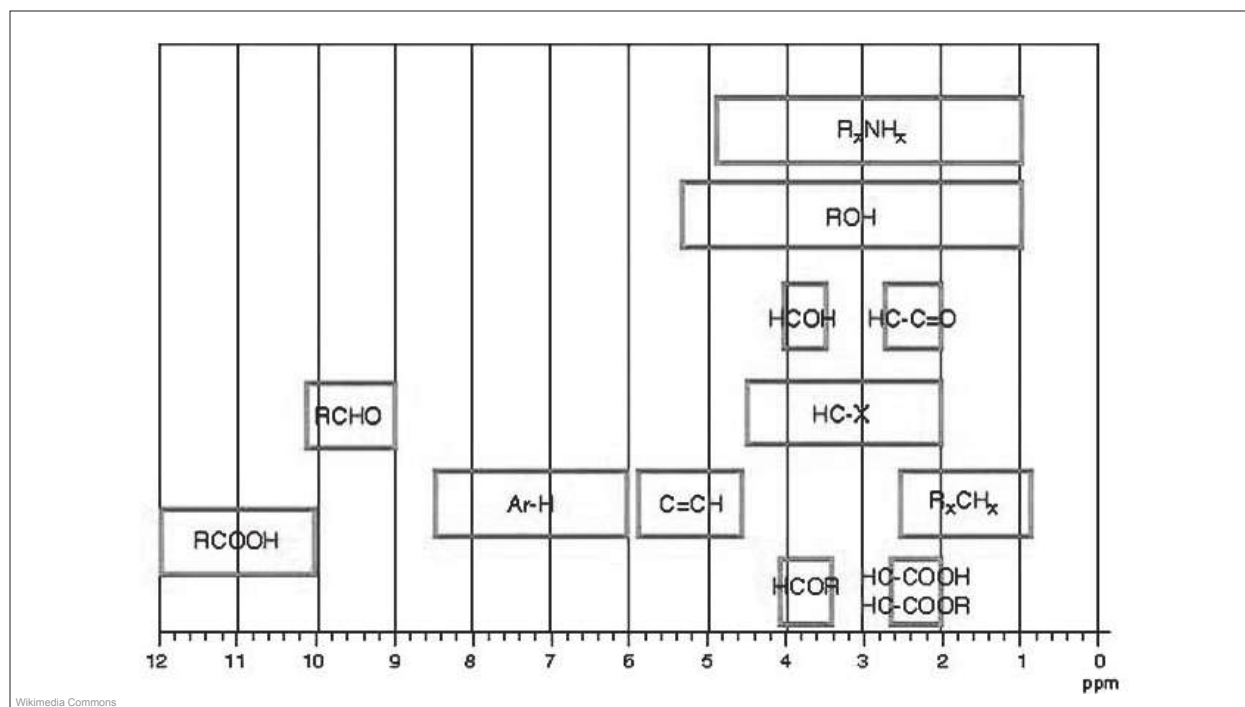 RₓNHₓ
ROH
HCOH HC-C=O
RCHO HC-X
Ar-H C=CH RₓCHₓ
RCOOH
HCOR HC-COOH
HC-COOR
12 11 10 9 8 7 6 5 4 3 2 1 0
ppm
Wikimedia Commons